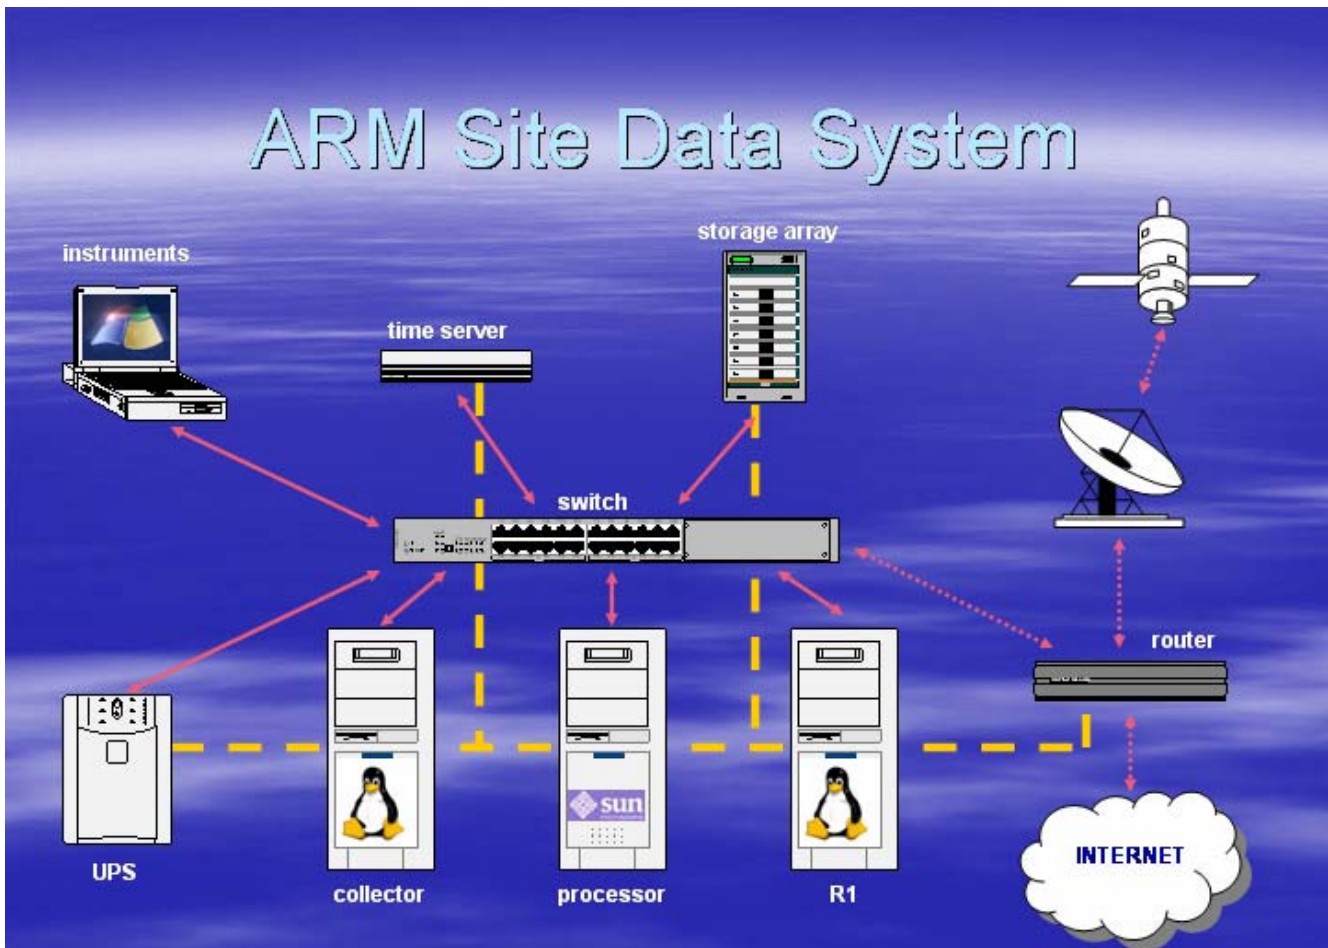 ARM Site Data System
storage array
instruments
time server
switch
router
sun
INTERNET
UPS
collector
processor
R1